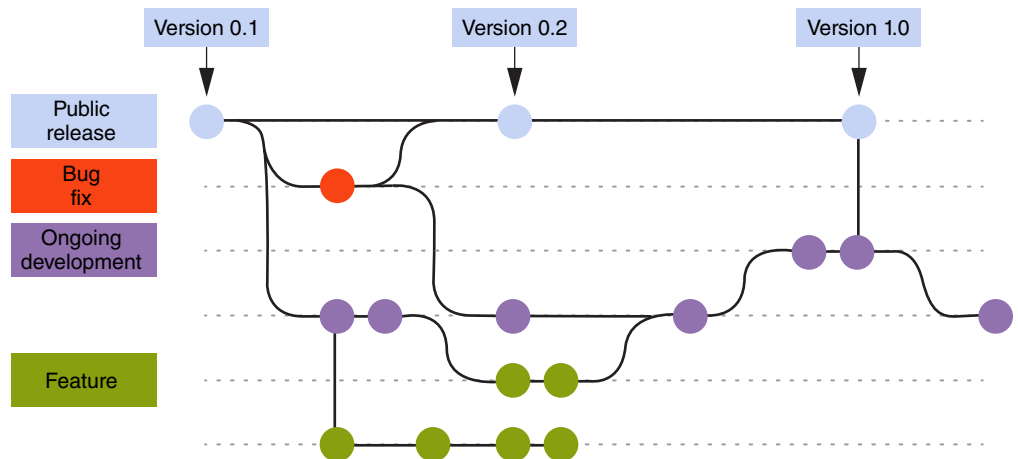 Version 0.1
Version 0.2
Version 1.0
Public
release
Bug
fix
Ongoing
development
Feature